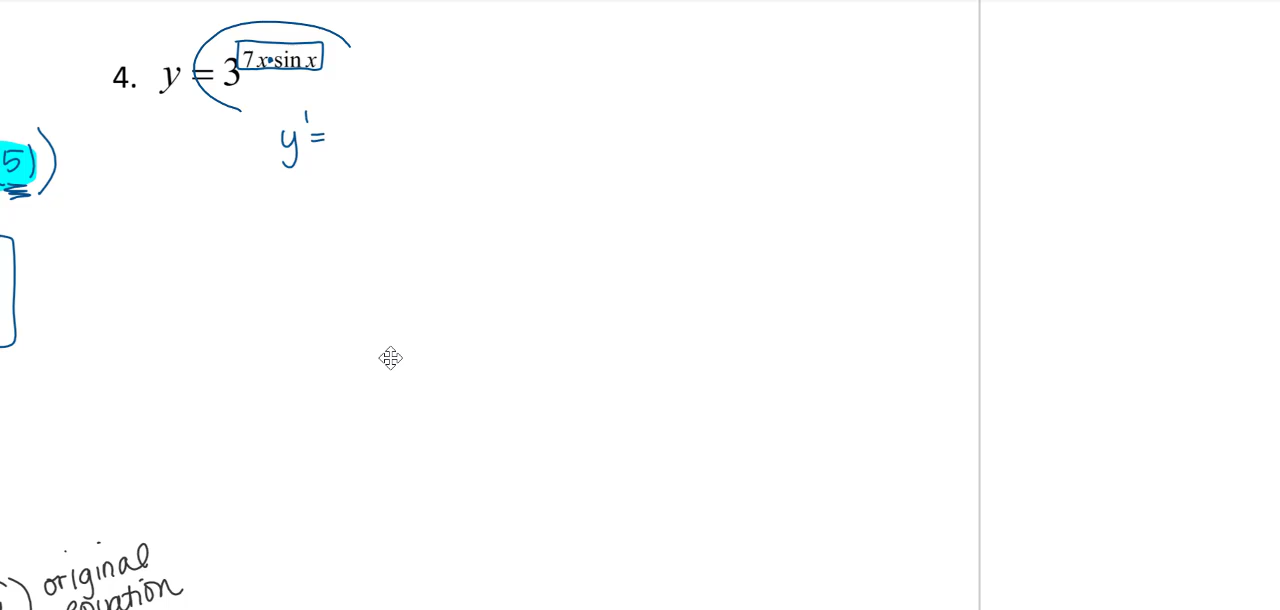 4. y = 3^{7x·sin x}
y' =
5))
original
equation